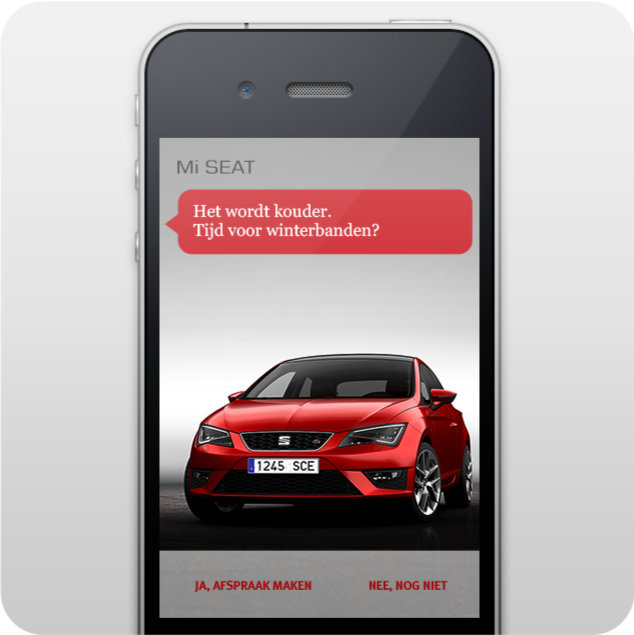 Mi SEAT
Het wordt kouder.
Tijd voor winterbanden?
1245 SCE
JA, AFSPRAAK MAKEN
NEE, NOG NIET